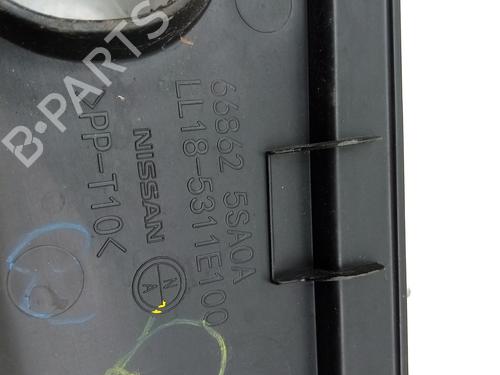 66862 5SA0A
LL18-5311E100
NISSAN
>PP-T10<
N
A
B-PARTS